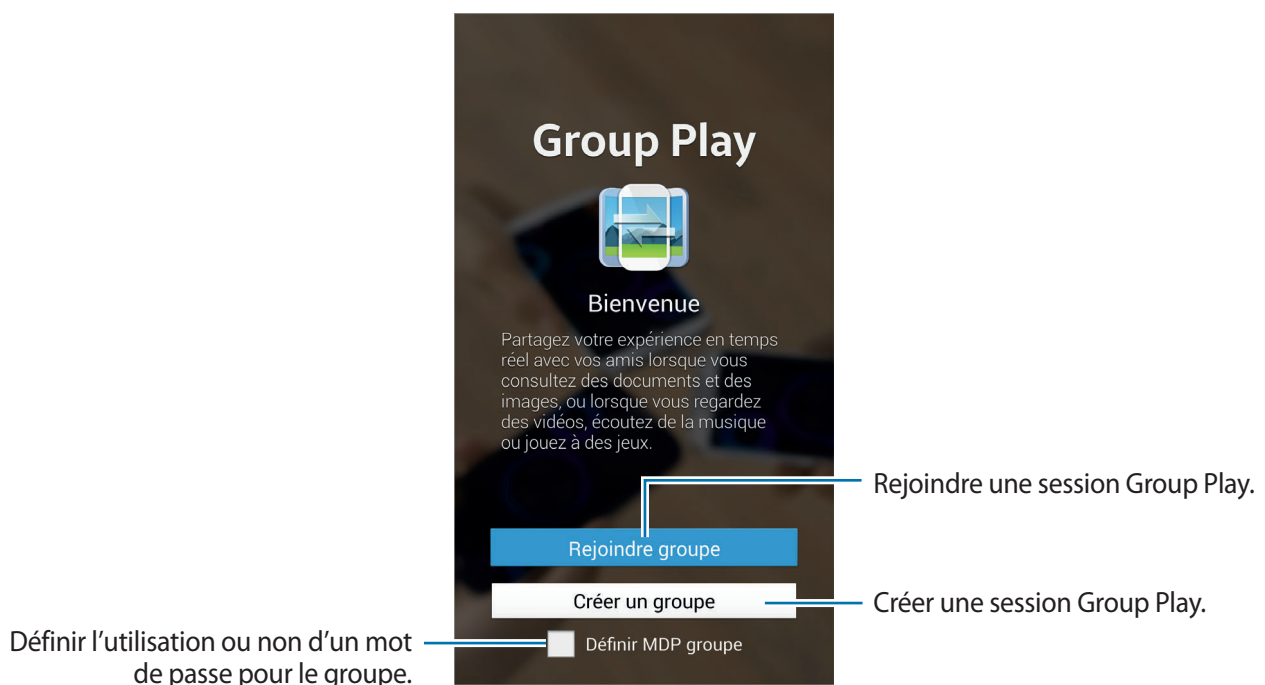 Group Play
Bienvenue
Partagez votre expérience en temps
réel avec vos amis lorsque vous
consultez des documents et des
images, ou lorsque vous regardez
des vidéos, écoutez de la musique
ou jouez à des jeux.
Rejoindre une session Group Play.
Rejoindre groupe
Créer un groupe
Créer une session Group Play.
Définir l'utilisation ou non d'un mot
de passe pour le groupe.
Définir MDP groupe